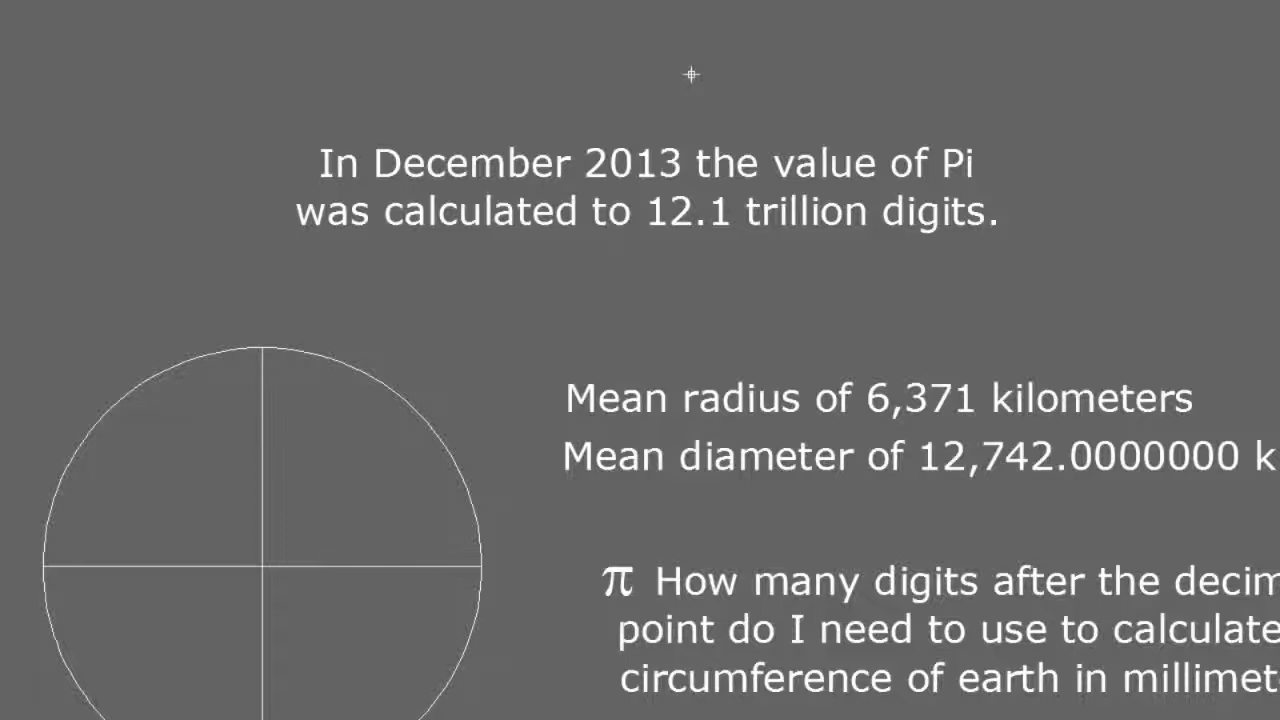 In December 2013 the value of Pi
was calculated to 12.1 trillion digits.
Mean radius of 6,371 kilometers
Mean diameter of 12,742.0000000 k
π How many digits after the decim
point do I need to use to calculate
circumference of earth in millimet